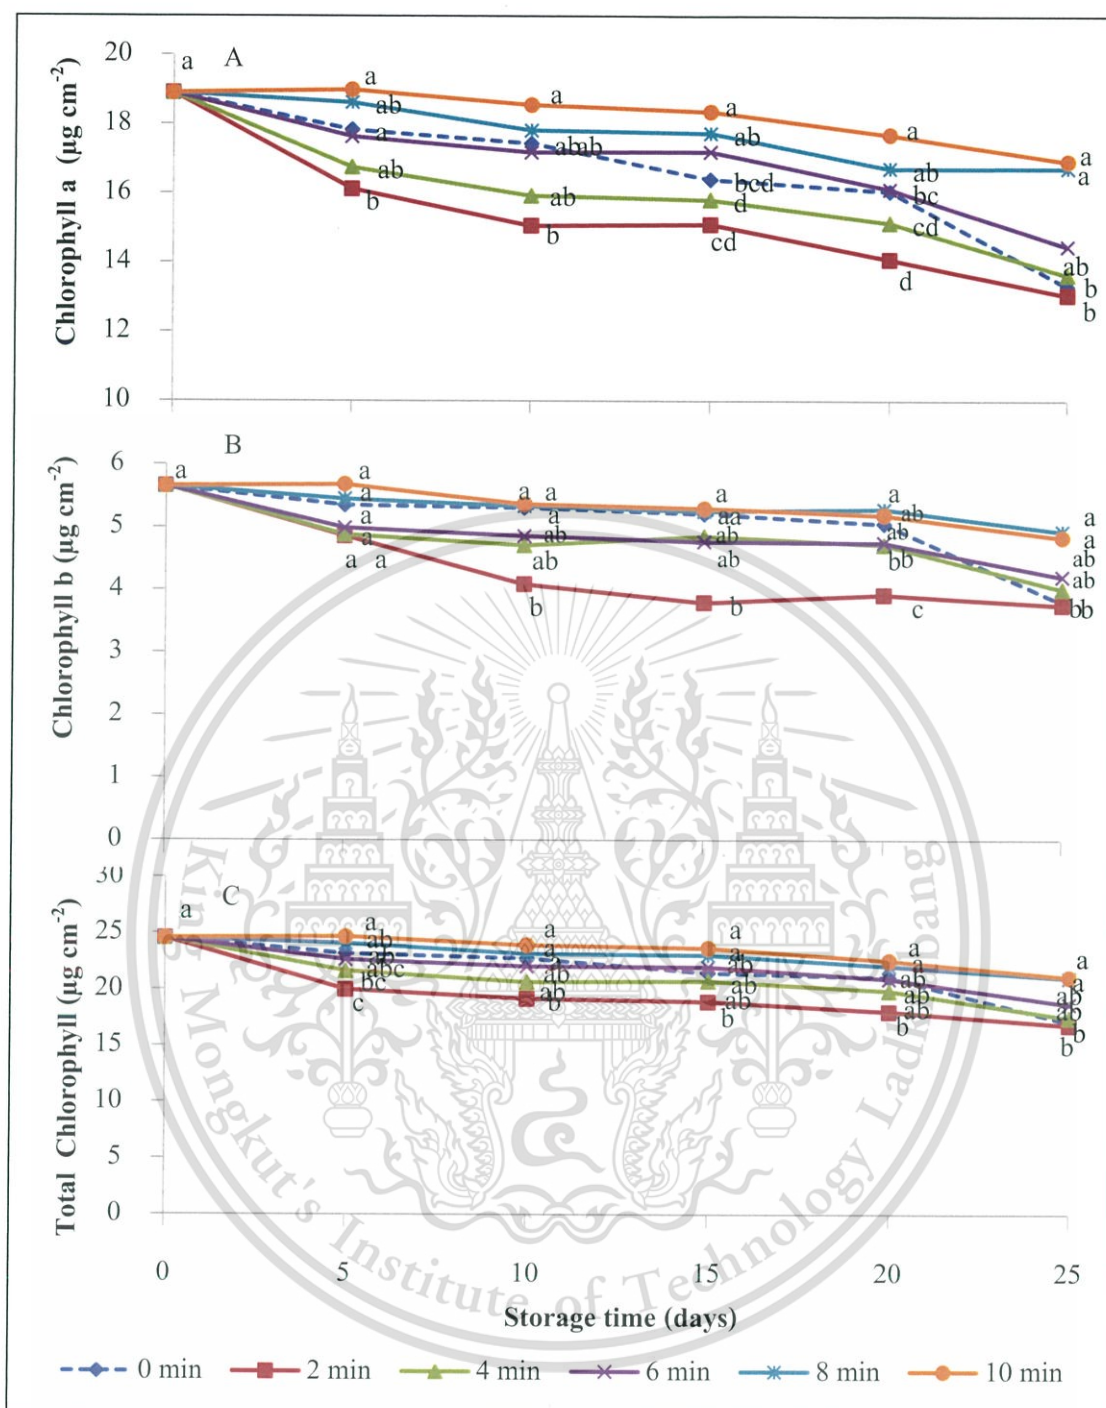 A
Chlorophyll a (µg cm⁻²)
20
18
16
14
12
10
a
a
ab
a
ab
b
a
abab
ab
b
a
ab
bcd
d
cd
a
ab
bc
cd
d
a
ab
b
b
B
Chlorophyll b (µg cm⁻²)
6
5
4
3
2
1
0
a
a
a
a
a
a a
a a
a
ab
ab
b
a
aa
ab
ab
b
a
ab
ab
bb
c
a
a
ab
ab
C
Total Chlorophyll (µg cm⁻²)
30
25
20
15
10
5
0
a
a
ab
ab
abc
bc
c
a
a
a
ab
ab
b
a
a
ab
ab
ab
b
a
a
ab
ab
ab
b
a
a
ab
ab
b
b
0 5 10 15 20 25
Storage time (days)
0 min 2 min 4 min 6 min 8 min 10 min
King Mongkut's Institute of Technology Ladkrabang